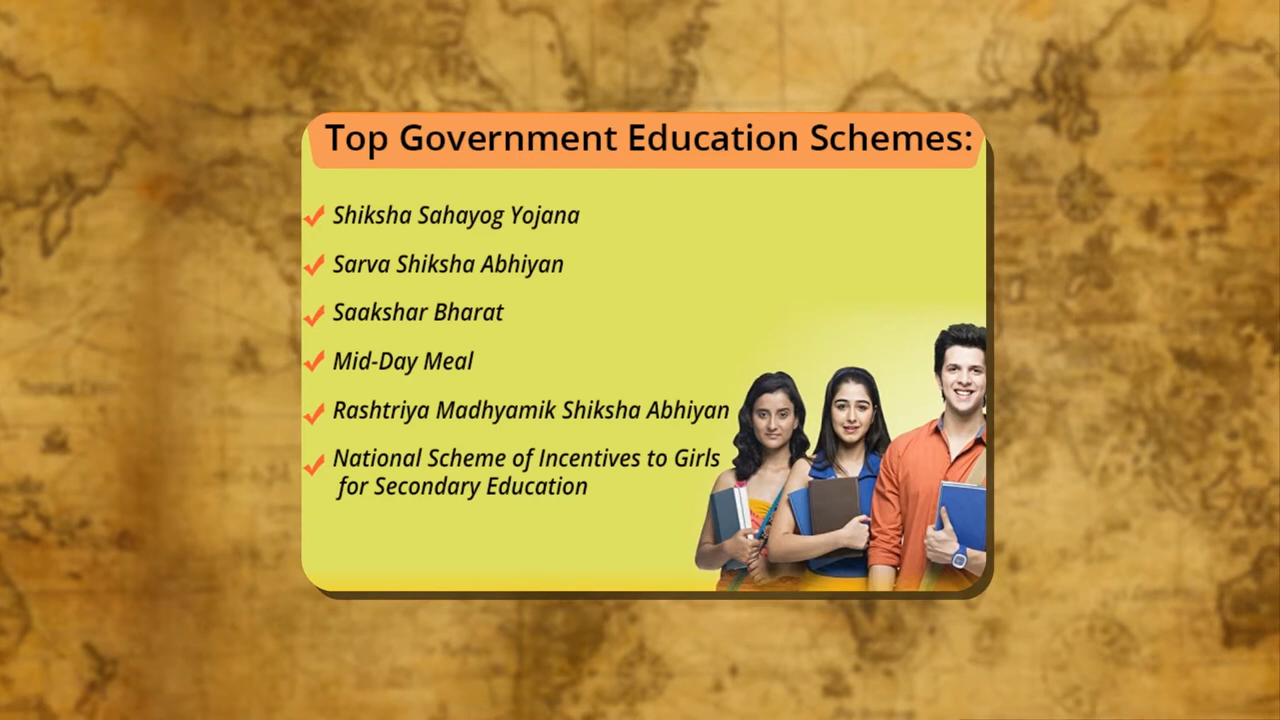 Top Government Education Schemes:
Shiksha Sahayog Yojana
Sarva Shiksha Abhiyan
Saakshar Bharat
Mid-Day Meal
Rashtriya Madhyamik Shiksha Abhiyan
National Scheme of Incentives to Girls
for Secondary Education